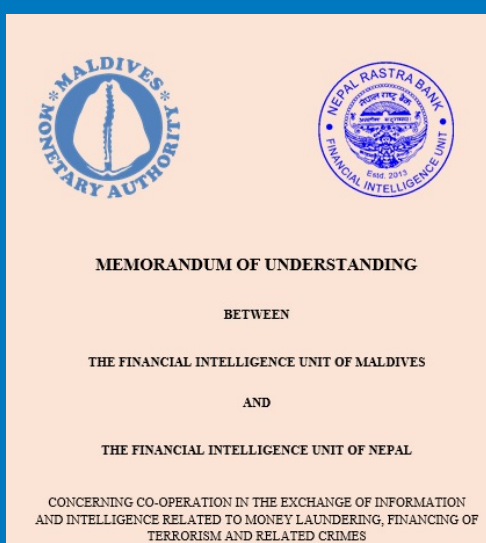 MALDIVES
MONETARY AUTHORITY
NEPAL RASTRA BANK
नेपाल राष्ट्र बैंक
Estd. 2013
FINANCIAL INTELLIGENCE UNIT
MEMORANDUM OF UNDERSTANDING
BETWEEN
THE FINANCIAL INTELLIGENCE UNIT OF MALDIVES
AND
THE FINANCIAL INTELLIGENCE UNIT OF NEPAL
CONCERNING CO-OPERATION IN THE EXCHANGE OF INFORMATION
AND INTELLIGENCE RELATED TO MONEY LAUNDERING, FINANCING OF
TERRORISM AND RELATED CRIMES